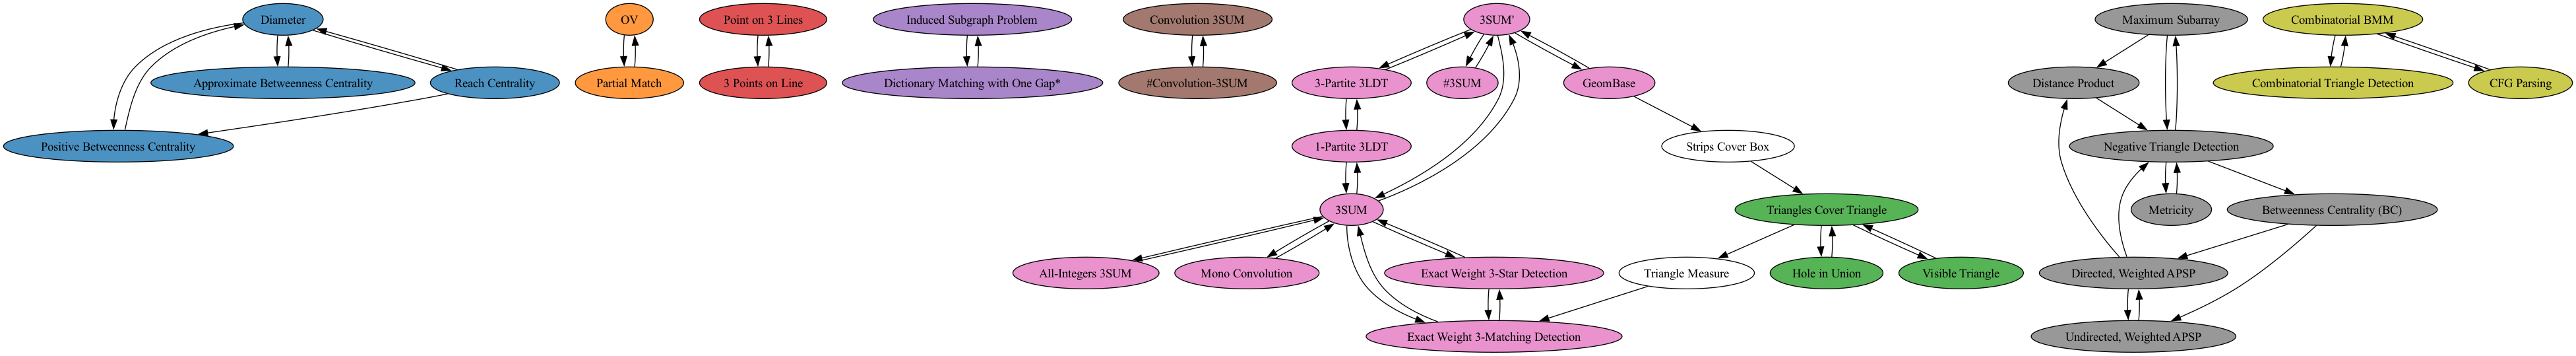 Diameter
OV
Point on 3 Lines
Induced Subgraph Problem
Convolution 3SUM
3SUM'
Maximum Subarray
Combinatorial BMM
Approximate Betweenness Centrality
Reach Centrality
Partial Match
3 Points on Line
Dictionary Matching with One Gap*
#Convolution-3SUM
3-Partite 3LDT
#3SUM
GeomBase
Distance Product
Combinatorial Triangle Detection
CFG Parsing
Positive Betweenness Centrality
1-Partite 3LDT
Strips Cover Box
Negative Triangle Detection
3SUM
Triangles Cover Triangle
Metricity
Betweenness Centrality (BC)
All-Integers 3SUM
Mono Convolution
Exact Weight 3-Star Detection
Triangle Measure
Hole in Union
Visible Triangle
Directed, Weighted APSP
Exact Weight 3-Matching Detection
Undirected, Weighted APSP